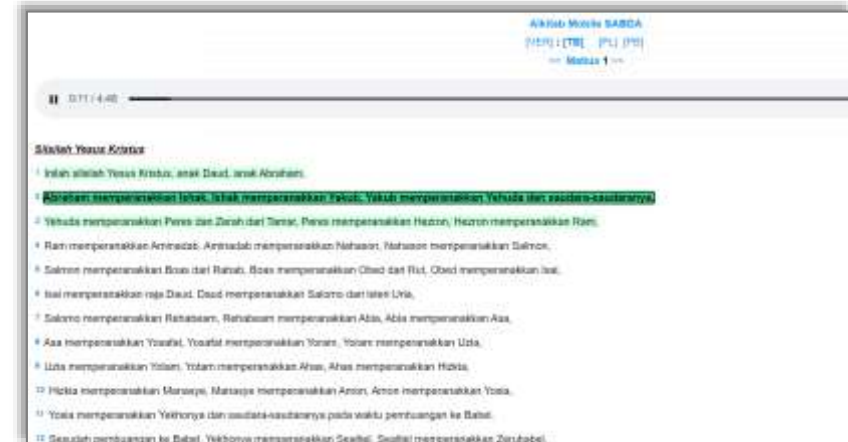 Alkitab Mobile SABDA
[VER] : [TB] [PL] [PB]
<< Matius 1 >>
0:11 / 4:48
Silsilah Yesus Kristus
1 Inilah silsilah Yesus Kristus, anak Daud, anak Abraham.
2 Abraham memperanakkan Ishak, Ishak memperanakkan Yakub, Yakub memperanakkan Yehuda dan saudara-saudaranya,
3 Yehuda memperanakkan Peres dan Zerah dari Tamar, Peres memperanakkan Hezron, Hezron memperanakkan Ram,
4 Ram memperanakkan Aminadab, Aminadab memperanakkan Nahason, Nahason memperanakkan Salmon,
5 Salmon memperanakkan Boas dari Rahab, Boas memperanakkan Obed dari Rut, Obed memperanakkan Isai,
6 Isai memperanakkan raja Daud. Daud memperanakkan Salomo dari isteri Uria,
7 Salomo memperanakkan Rehabeam, Rehabeam memperanakkan Abia, Abia memperanakkan Asa,
8 Asa memperanakkan Yosafat, Yosafat memperanakkan Yoram, Yoram memperanakkan Uzia,
9 Uzia memperanakkan Yotam, Yotam memperanakkan Ahas, Ahas memperanakkan Hizkia,
10 Hizkia memperanakkan Manasye, Manasye memperanakkan Amon, Amon memperanakkan Yosia,
11 Yosia memperanakkan Yekhonya dan saudara-saudaranya pada waktu pembuangan ke Babel.
12 Sesudah pembuangan ke Babel, Yekhonya memperanakkan Sealtiel, Sealtiel memperanakkan Zerubabel,